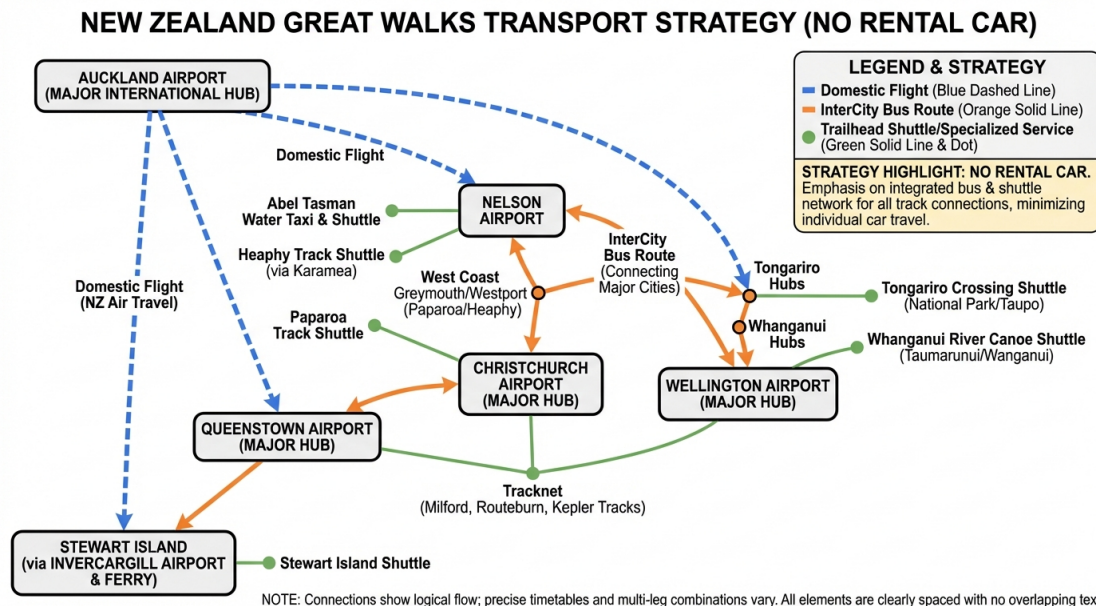 NEW ZEALAND GREAT WALKS TRANSPORT STRATEGY (NO RENTAL CAR)
AUCKLAND AIRPORT
(MAJOR INTERNATIONAL HUB)
LEGEND & STRATEGY
Domestic Flight (Blue Dashed Line)
InterCity Bus Route (Orange Solid Line)
Trailhead Shuttle/Specialized Service
(Green Solid Line & Dot)
STRATEGY HIGHLIGHT: NO RENTAL CAR.
Emphasis on integrated bus & shuttle
network for all track connections, minimizing
individual car travel.
Domestic Flight
Abel Tasman
Water Taxi & Shuttle
NELSON
AIRPORT
Heaphy Track Shuttle
(via Karamea)
InterCity
Bus Route
(Connecting
Major Cities)
Domestic Flight
(NZ Air Travel)
West Coast
Greymouth/Westport
(Paparoa/Heaphy)
Tongariro
Hubs
Tongariro Crossing Shuttle
(National Park/Taupo)
Paparoa
Track Shuttle
Whanganui
Hubs
Whanganui River Canoe Shuttle
(Taumarunui/Wanganui)
CHRISTCHURCH
AIRPORT
(MAJOR HUB)
WELLINGTON AIRPORT
(MAJOR HUB)
QUEENSTOWN AIRPORT
(MAJOR HUB)
Tracknet
(Milford, Routeburn, Kepler Tracks)
STEWART ISLAND
(via INVERCARGILL AIRPORT
& FERRY)
Stewart Island Shuttle
NOTE: Connections show logical flow; precise timetables and multi-leg combinations vary. All elements are clearly spaced with no overlapping tex